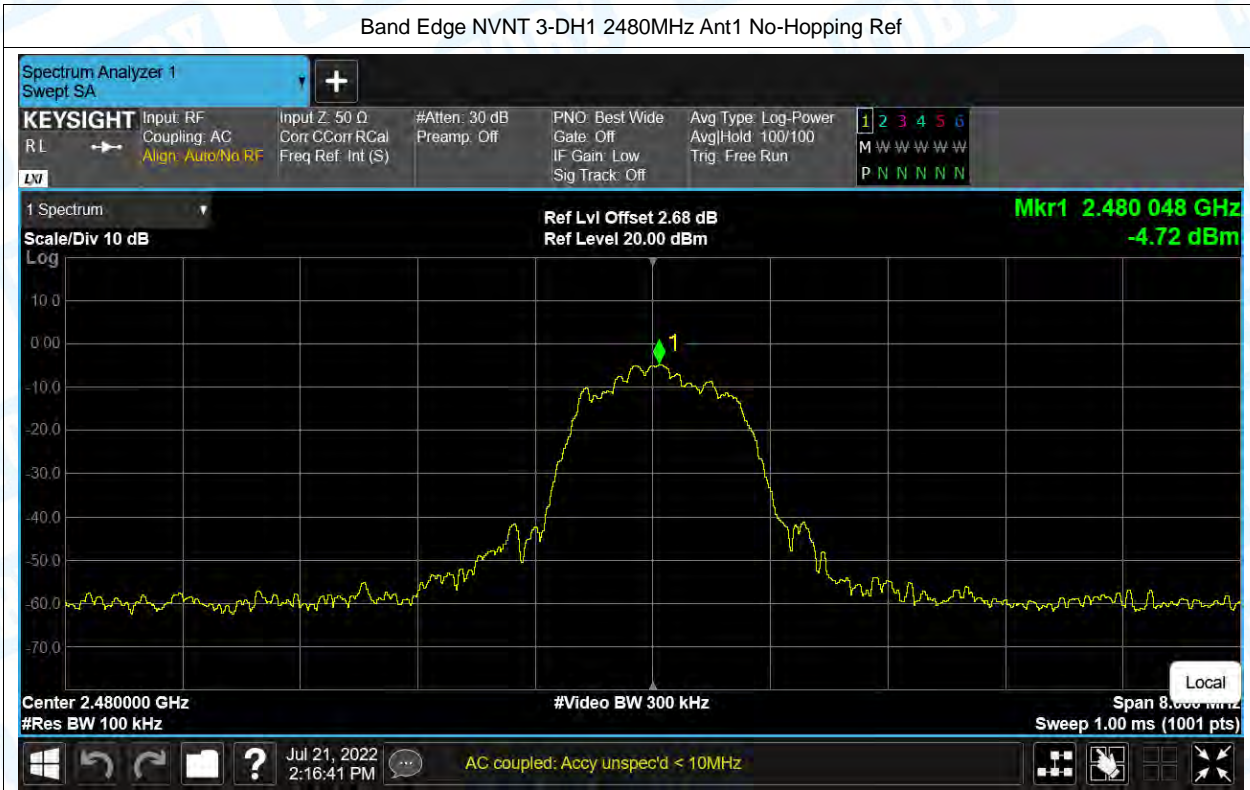 Band Edge NVNT 3-DH1 2480MHz Ant1 No-Hopping Ref
Spectrum Analyzer 1
Swept SA
+
KEYSIGHT
RL
LXI
Input: RF
Coupling: AC
Align: Auto/No RF
Input Z: 50 Ω
Corr CCorr RCal
Freq Ref: Int (S)
#Atten: 30 dB
Preamp: Off
PNO: Best Wide
Gate: Off
IF Gain: Low
Sig Track: Off
Avg Type: Log-Power
Avg|Hold: 100/100
Trig: Free Run
1 2 3 4 5 6
M W W W W W W
P N N N N N N
1 Spectrum
Scale/Div 10 dB
Ref Lvl Offset 2.68 dB
Ref Level 20.00 dBm
Mkr1 2.480 048 GHz
-4.72 dBm
Log
10.0
0.00
-10.0
-20.0
-30.0
-40.0
-50.0
-60.0
-70.0
1
Center 2.480000 GHz
#Res BW 100 kHz
#Video BW 300 kHz
Local
Span 8.000 MHz
Sweep 1.00 ms (1001 pts)
?
Jul 21, 2022
2:16:41 PM
AC coupled: Accy unspec'd < 10MHz